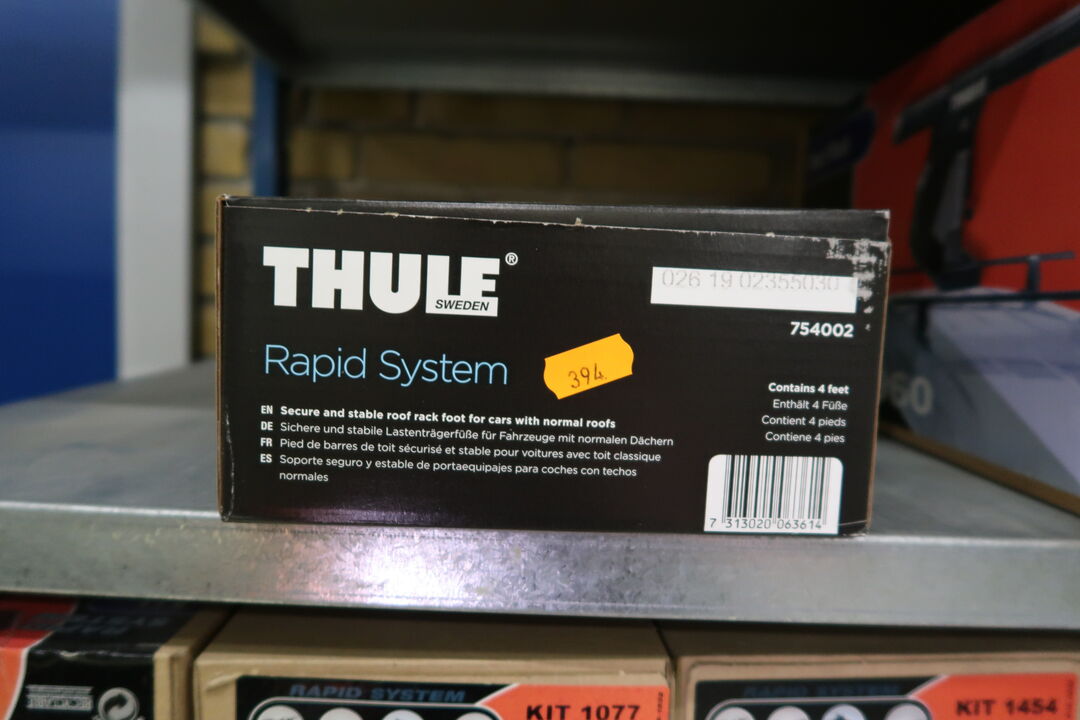 THULE®
SWEDEN
026 19 02355030
754002
Rapid System
394.
Contains 4 feet
Enthält 4 Füße
Contient 4 pieds
Contiene 4 pies
EN Secure and stable roof rack foot for cars with normal roofs
DE Sichere und stabile Lastenträgerfüße für Fahrzeuge mit normalen Dächern
FR Pied de barres de toit sécurisé et stable pour voitures avec toit classique
ES Soporte seguro y estable de portaequipajes para coches con techos
normales
7 313020 063614
RAPID SYSTEM
KIT 1077
RAPID SYSTEM
KIT 1454